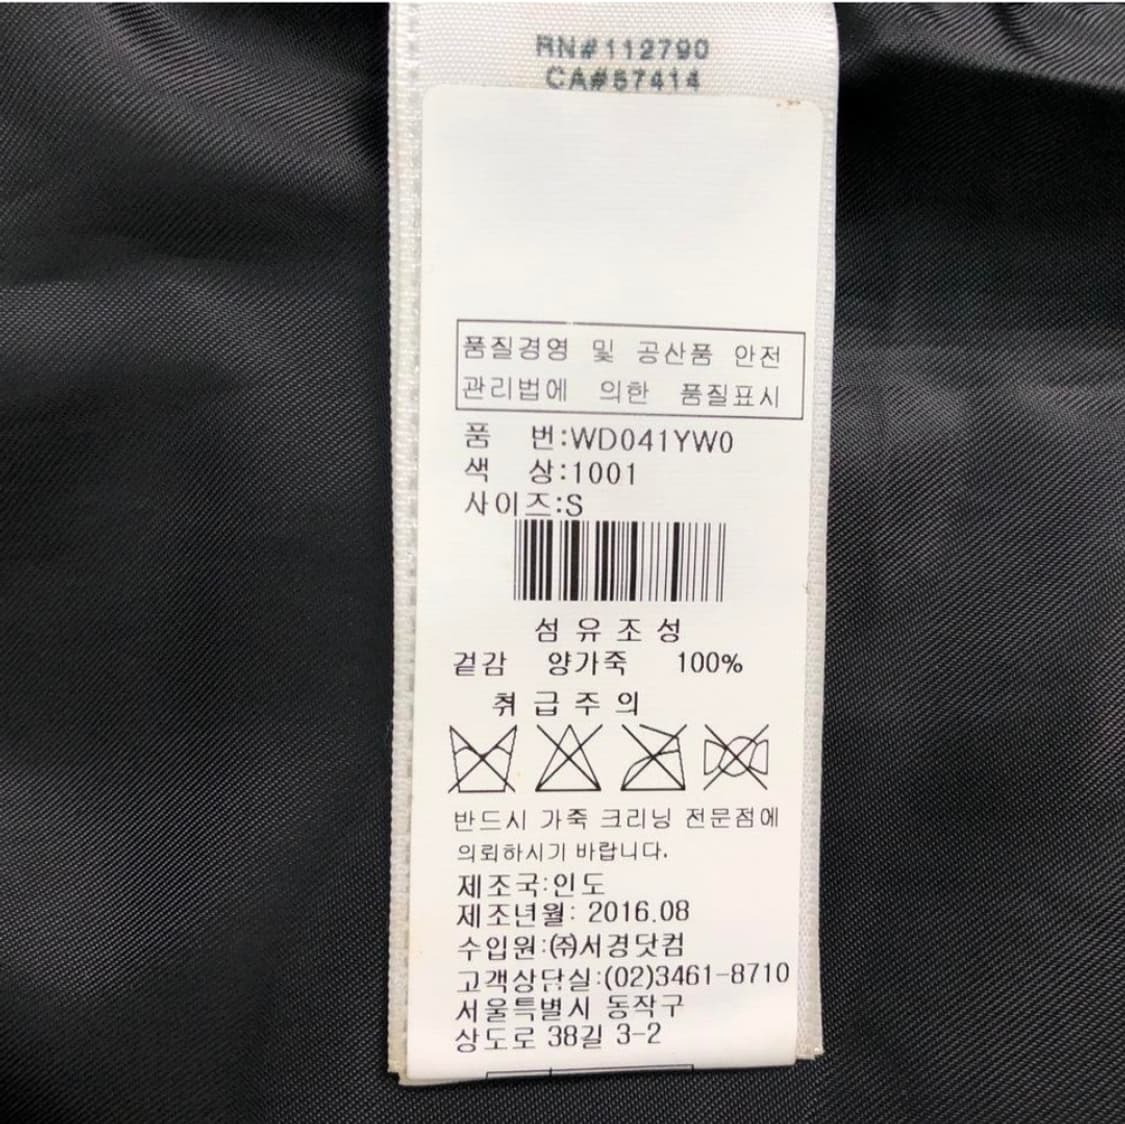 RN#112790
CA#57414
품질경영 및 공산품 안전
관리법에 의한 품질표시
품 번:WD041YW0
색 상:1001
사이즈:S
섬 유 조 성
겉감 양가죽 100%
취 급 주 의
반드시 가죽 크리닝 전문점에
의뢰하시기 바랍니다.
제조국:인도
제조년월: 2016.08
수입원:㈜서경닷컴
고객상담실:(02)3461-8710
서울특별시 동작구
상도로 38길 3-2